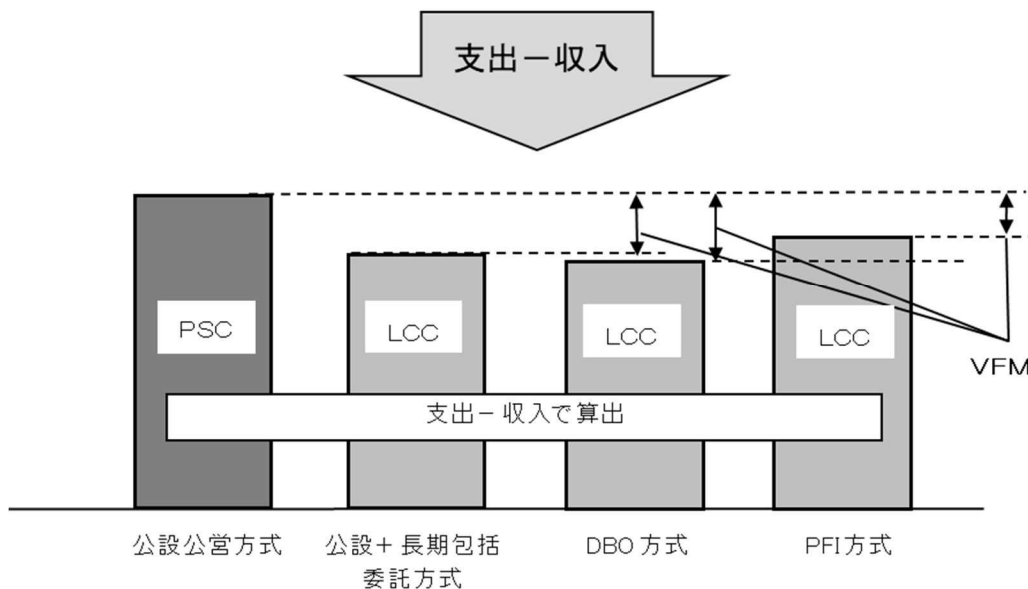 支出－収入
PSC
LCC
LCC
LCC
VFM
支出－収入で算出
公設公営方式
公設＋長期包括
委託方式
DBO方式
PFI方式